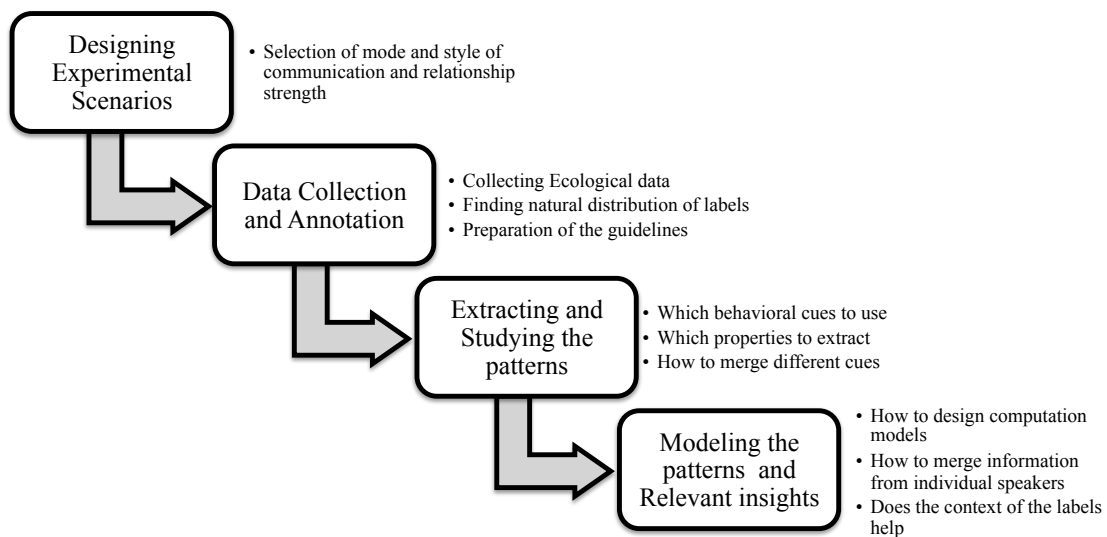 Designing
Experimental
Scenarios
• Selection of mode and style of
communication and relationship
strength
Data Collection
and Annotation
• Collecting Ecological data
• Finding natural distribution of labels
• Preparation of the guidelines
Extracting and
Studying the
patterns
• Which behavioral cues to use
• Which properties to extract
• How to merge different cues
Modeling the
patterns and
Relevant insights
• How to design computation
models
• How to merge information
from individual speakers
• Does the context of the labels
help